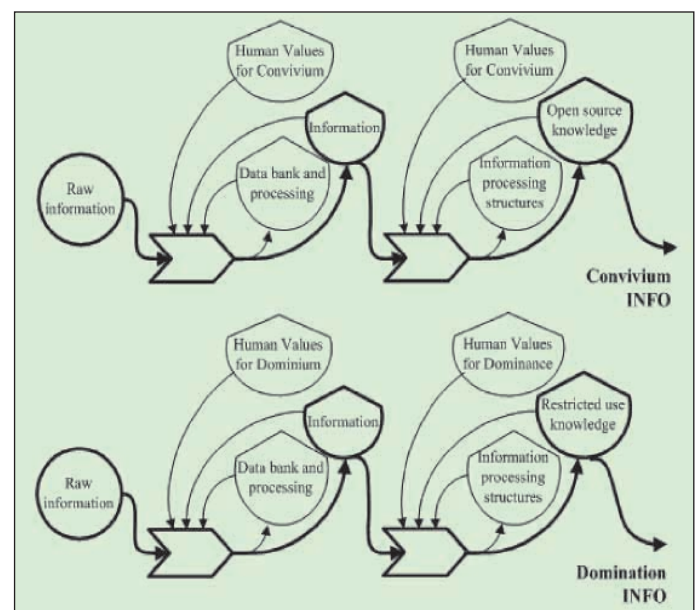 Human Values
for Convivium
Human Values
for Convivium
Information
Open source
knowledge
Raw
information
Data bank and
processing
Information
processing
structures
Convivium
INFO
Human Values
for Dominium
Human Values
for Dominance
Information
Restricted use
knowledge
Raw
information
Data bank and
processing
Information
processing
structures
Domination
INFO